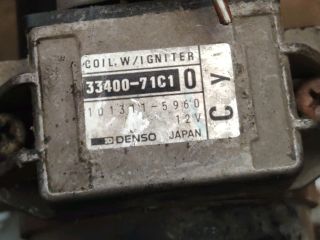 COIL. W/IGNITER
33400-71C1 0
101311-5960
12V
DENSO JAPAN
Cy